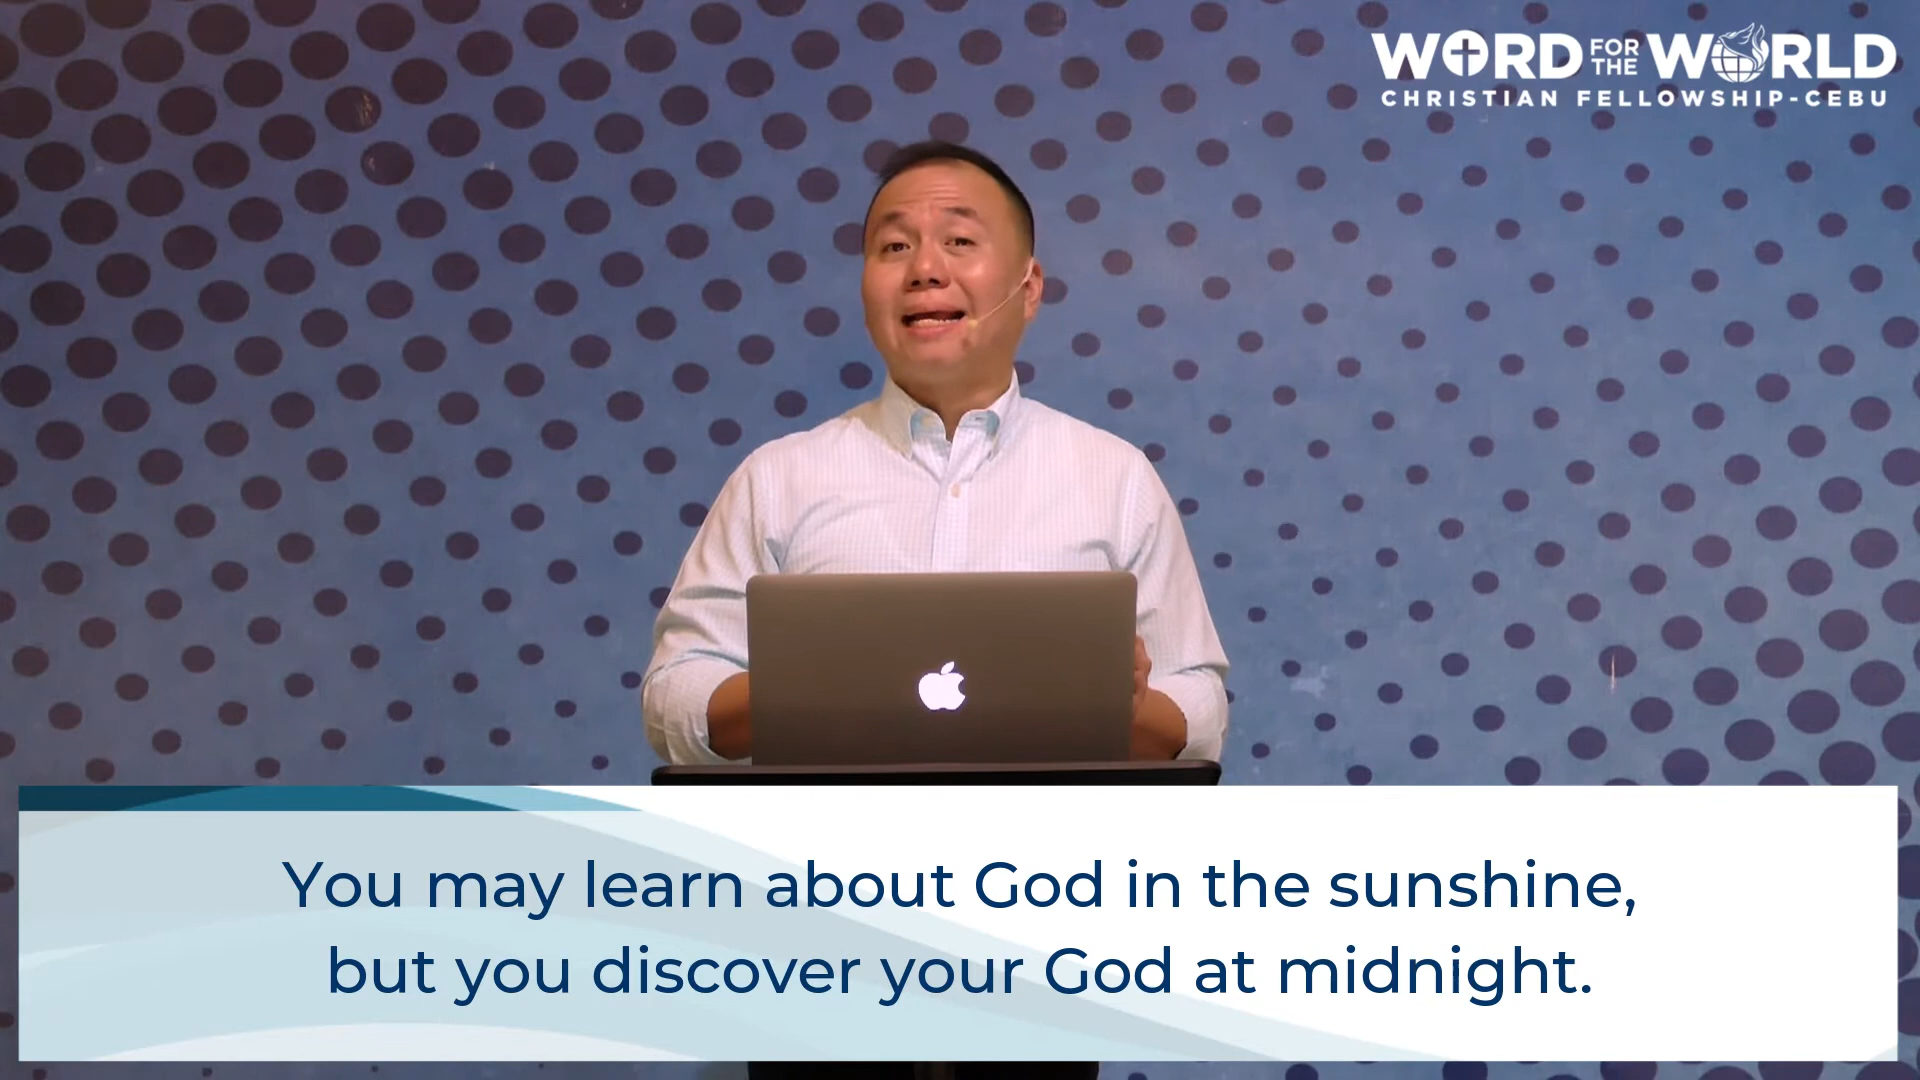 WORD FOR THE WORLD
CHRISTIAN FELLOWSHIP-CEBU
You may learn about God in the sunshine,
but you discover your God at midnight.